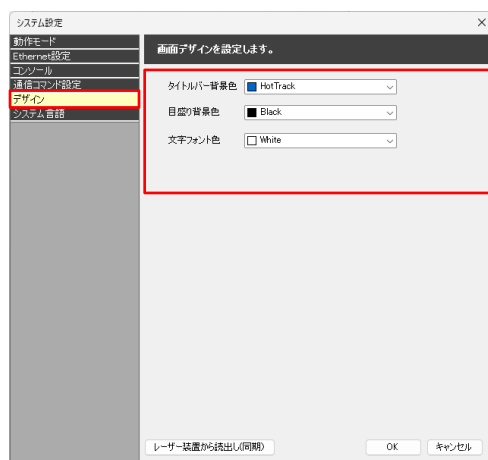 システム設定
動作モード
Ethernet設定
コンソール
通信コマンド設定
デザイン
システム言語
画面デザインを設定します。
タイトルバー背景色 HotTrack
目盛り背景色 Black
文字フォント色 White
レーザー装置から読出し(同期)
OK
キャンセル